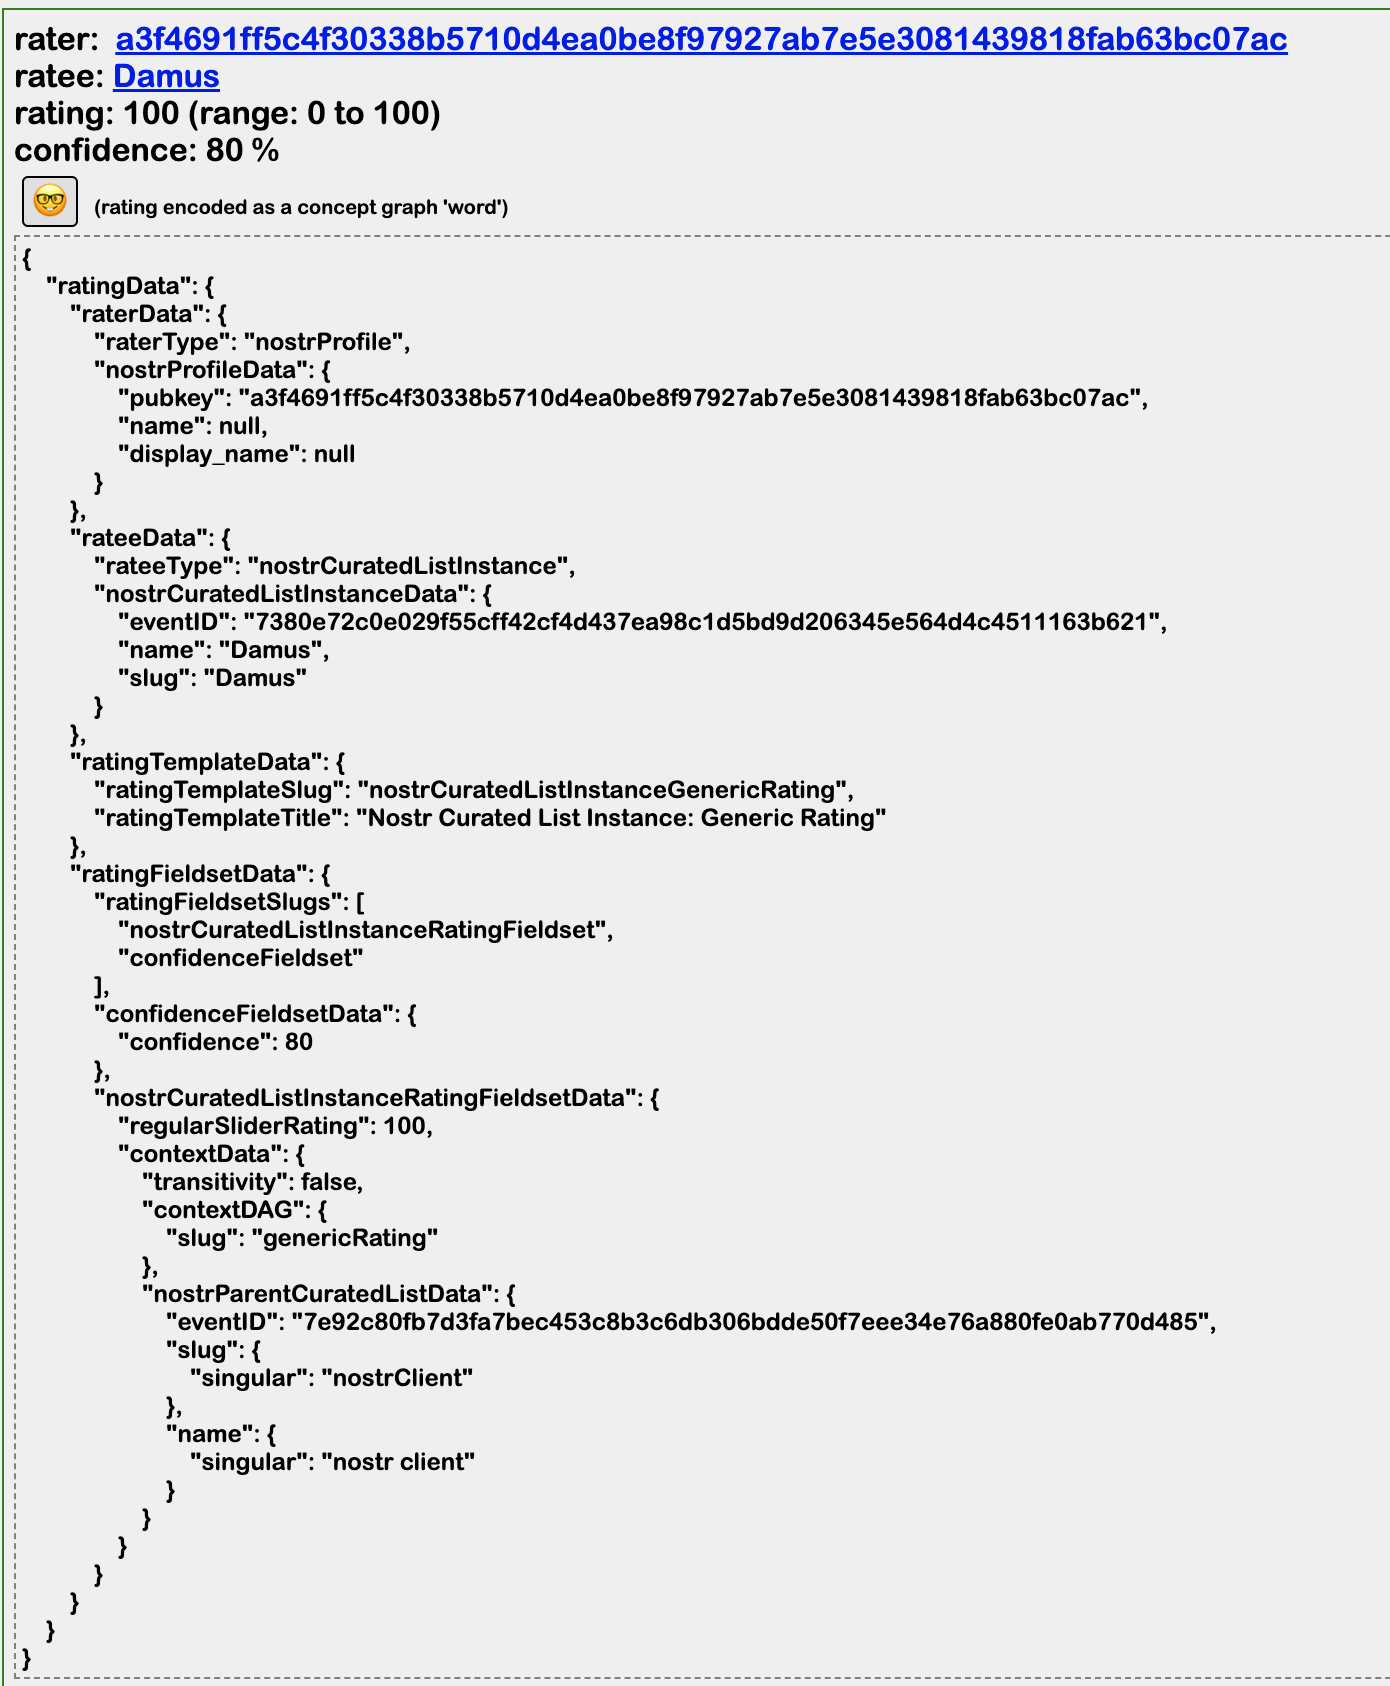 rater: a3f4691ff5c4f30338b5710d4ea0be8f97927ab7e5e3081439818fab63bc07ac
ratee: Damus
rating: 100 (range: 0 to 100)
confidence: 80 %
(rating encoded as a concept graph 'word')
{
"ratingData": {
"raterData": {
"raterType": "nostrProfile",
"nostrProfileData": {
"pubkey": "a3f4691ff5c4f30338b5710d4ea0be8f97927ab7e5e3081439818fab63bc07ac",
"name": null,
"display_name": null
}
},
"rateeData": {
"rateeType": "nostrCuratedListInstance",
"nostrCuratedListInstanceData": {
"eventID": "7380e72c0e029f55cff42cf4d437ea98c1d5bd9d206345e564d4c4511163b621",
"name": "Damus",
"slug": "Damus"
}
},
"ratingTemplateData": {
"ratingTemplateSlug": "nostrCuratedListInstanceGenericRating",
"ratingTemplateTitle": "Nostr Curated List Instance: Generic Rating"
},
"ratingFieldsetData": {
"ratingFieldsetSlugs": [
"nostrCuratedListInstanceRatingFieldset",
"confidenceFieldset"
],
"confidenceFieldsetData": {
"confidence": 80
},
"nostrCuratedListInstanceRatingFieldsetData": {
"regularSliderRating": 100,
"contextData": {
"transitivity": false,
"contextDAG": {
"slug": "genericRating"
},
"nostrParentCuratedListData": {
"eventID": "7e92c80fb7d3fa7bec453c8b3c6db306bdde50f7eee34e76a880fe0ab770d485",
"slug": {
"singular": "nostrClient"
},
"name": {
"singular": "nostr client"
}
}
}
}
}
}
}